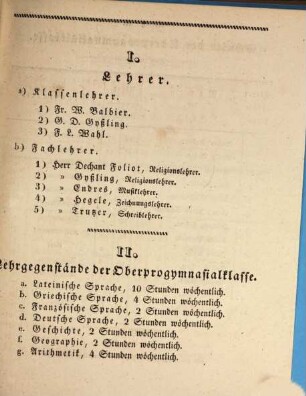 I.
Lehrer.
a) Klassenlehrer.
1) Fr. W. Balbier.
2) G. D. Gyßling.
3) F. L. Wahl.
b) Fachlehrer.
1) Herr Dechant Foliot, Religionslehrer.
2) » Gyßling, Religionslehrer.
3) » Endres, Musiklehrer.
4) » Hegele, Zeichnungslehrer.
5) » Trutzer, Schreiblehrer.
II.
Lehrgegenstände der Oberprogymnasialklasse.
a. Lateinische Sprache, 10 Stunden wöchentlich.
b. Griechische Sprache, 4 Stunden wöchentlich.
c. Französische Sprache, 2 Stunden wöchentlich.
d. Deutsche Sprache, 2 Stunden wöchentlich.
e. Geschichte, 2 Stunden wöchentlich.
f. Geographie, 2 Stunden wöchentlich.
g. Arithmetik, 4 Stunden wöchentlich.